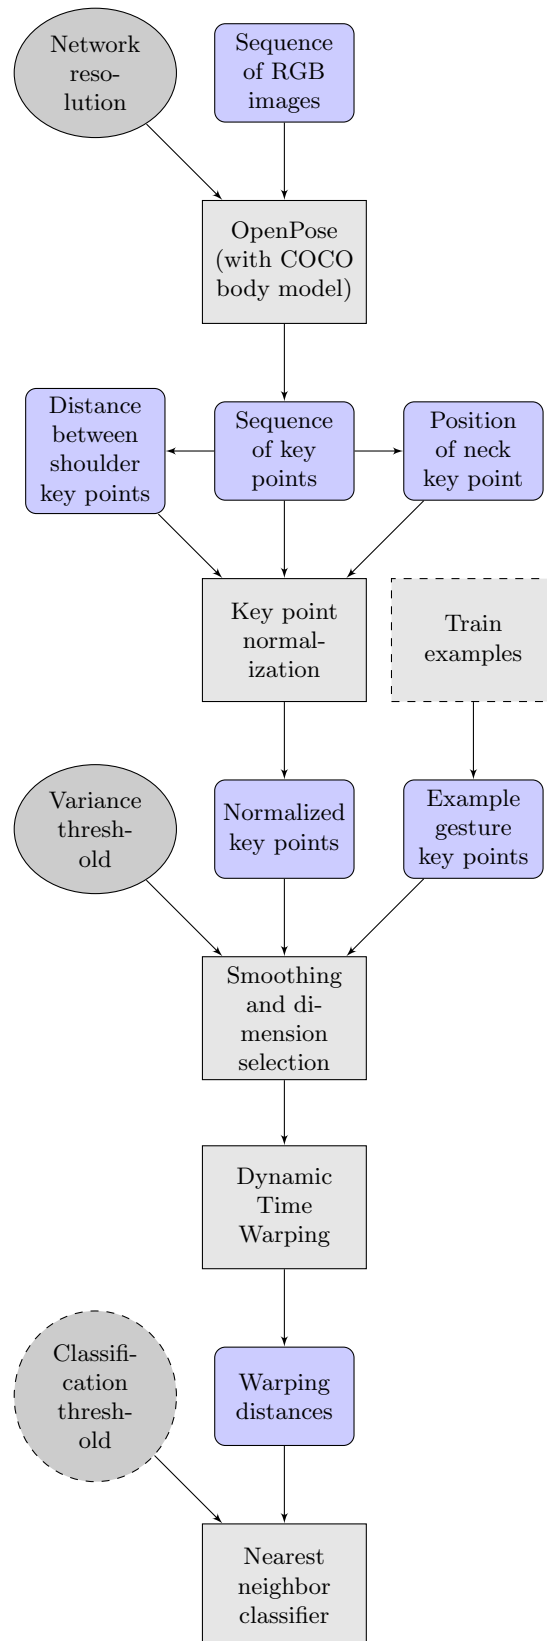 Network
reso-
lution
Sequence
of RGB
images
OpenPose
(with COCO
body model)
Distance
between
shoulder
key points
Sequence
of key
points
Position
of neck
key point
Key point
normal-
ization
Train
examples
Variance
thresh-
old
Normalized
key points
Example
gesture
key points
Smoothing
and di-
mension
selection
Dynamic
Time
Warping
Classifi-
cation
thresh-
old
Warping
distances
Nearest
neighbor
classifier